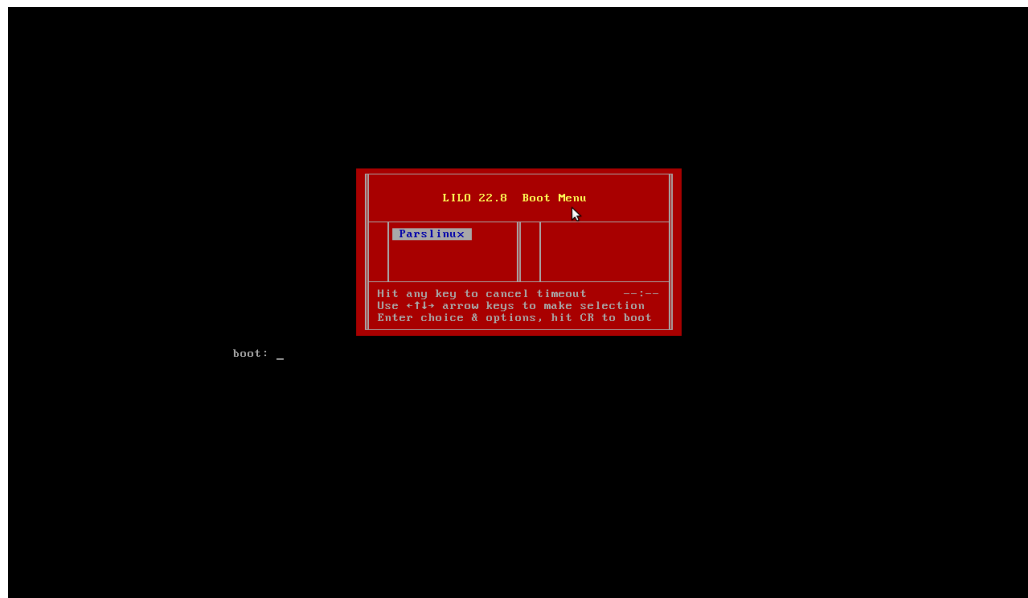 LILO 22.8  Boot Menu
Parslinux
Hit any key to cancel timeout     --:--
Use ←↑↓→ arrow keys to make selection
Enter choice & options, hit CR to boot
boot: _